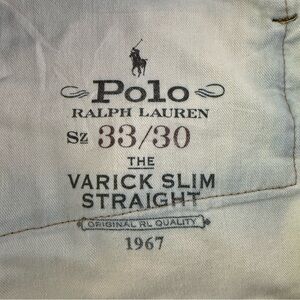 Polo
RALPH LAUREN
Sz 33/30
THE
VARICK SLIM
STRAIGHT
ORIGINAL RL QUALITY
1967